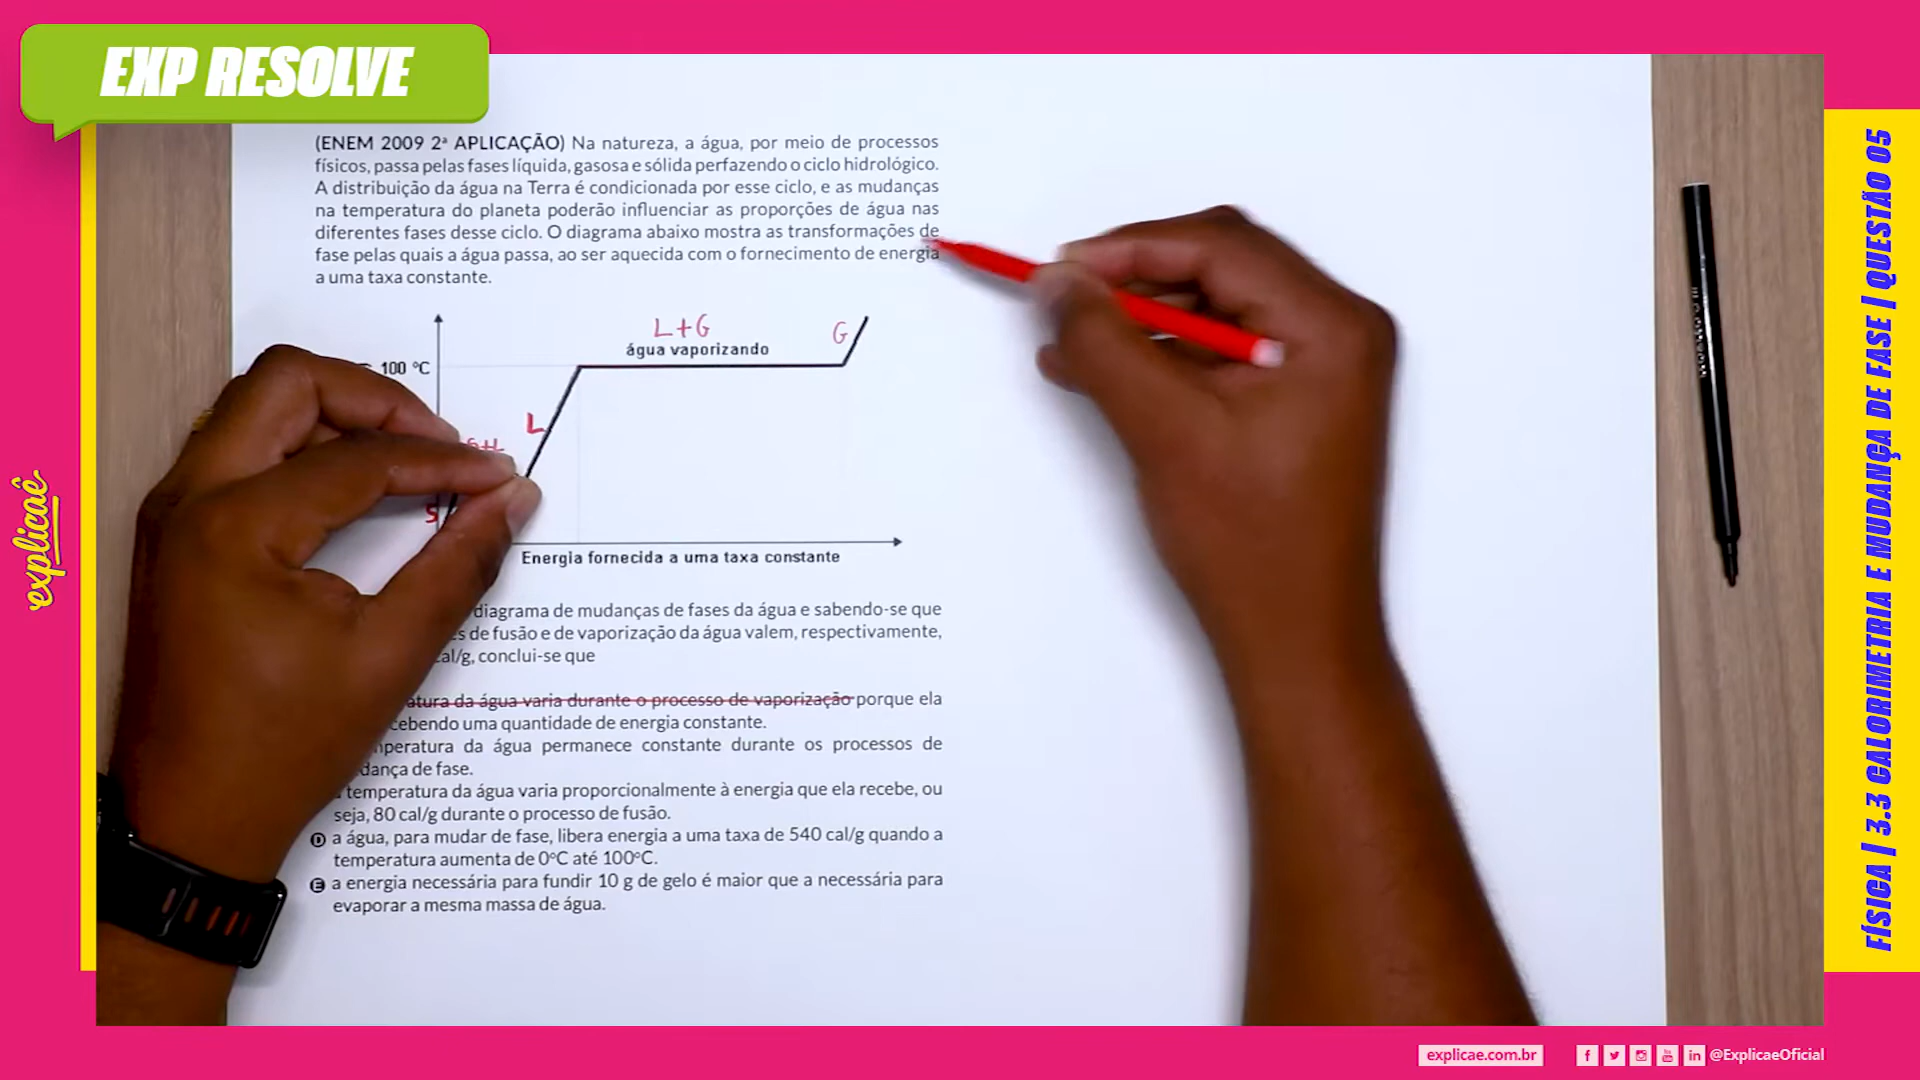 EXP RESOLVE
(ENEM 2009 2ª APLICAÇÃO) Na natureza, a água, por meio de processos
físicos, passa pelas fases líquida, gasosa e sólida perfazendo o ciclo hidrológico.
A distribuição da água na Terra é condicionada por esse ciclo, e as mudanças
na temperatura do planeta poderão influenciar as proporções de água nas
diferentes fases desse ciclo. O diagrama abaixo mostra as transformações de
fase pelas quais a água passa, ao ser aquecida com o fornecimento de energia
a uma taxa constante.
L+G
G
água vaporizando
100 ºC
L
S
Energia fornecida a uma taxa constante
diagrama de mudanças de fases da água e sabendo-se que
de fusão e de vaporização da água valem, respectivamente,
cal/g, conclui-se que
da água varia durante o processo de vaporização porque ela
uma quantidade de energia constante.
da água permanece constante durante os processos de
de fase.
temperatura da água varia proporcionalmente à energia que ela recebe, ou
seja, 80 cal/g durante o processo de fusão.
D a água, para mudar de fase, libera energia a uma taxa de 540 cal/g quando a
temperatura aumenta de 0ºC até 100ºC.
E a energia necessária para fundir 10 g de gelo é maior que a necessária para
evaporar a mesma massa de água.
explicaê
FÍSICA | 3.3 CALORIMETRIA E MUDANÇA DE FASE | QUESTÃO 05
explicae.com.br
@ExplicaeOficial